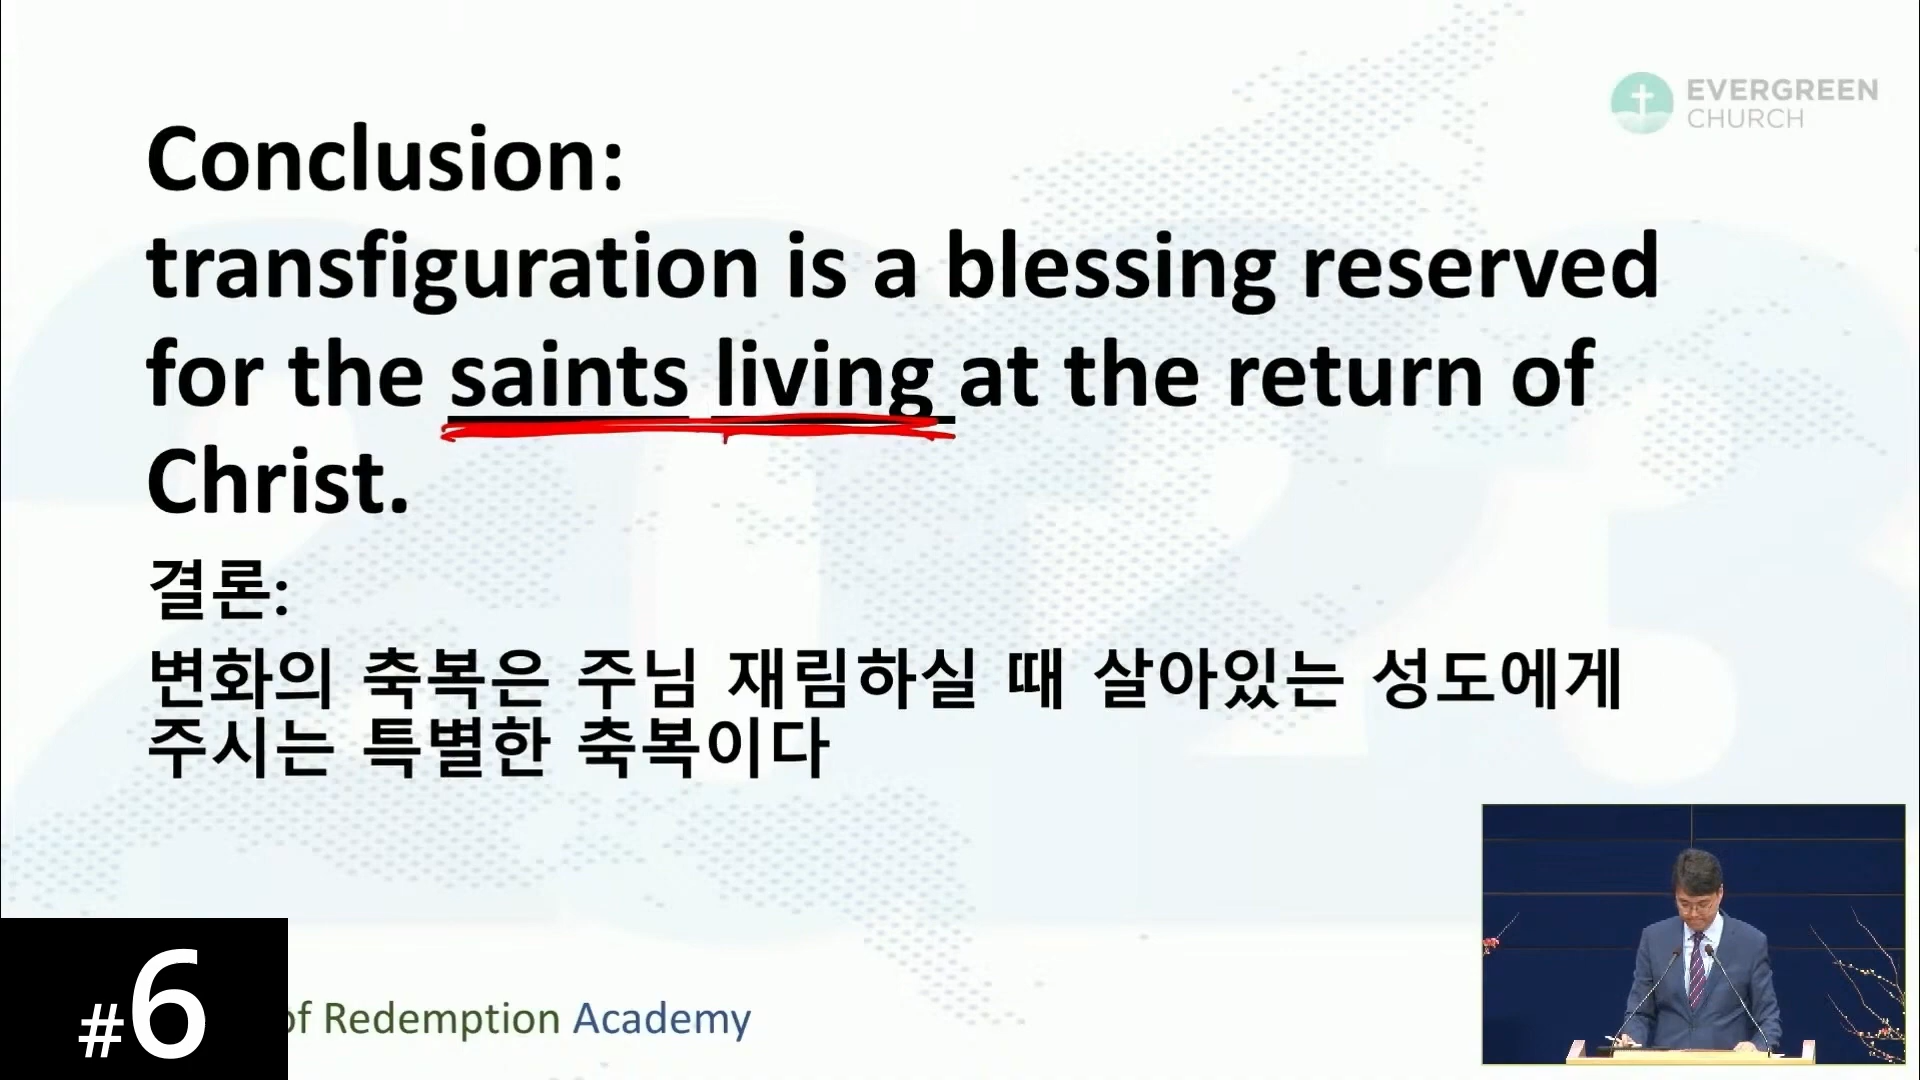 EVERGREEN
CHURCH
Conclusion:
transfiguration is a blessing reserved
for the saints living at the return of
Christ.
결론:
변화의 축복은 주님 재림하실 때 살아있는 성도에게
주시는 특별한 축복이다
#6
of Redemption Academy